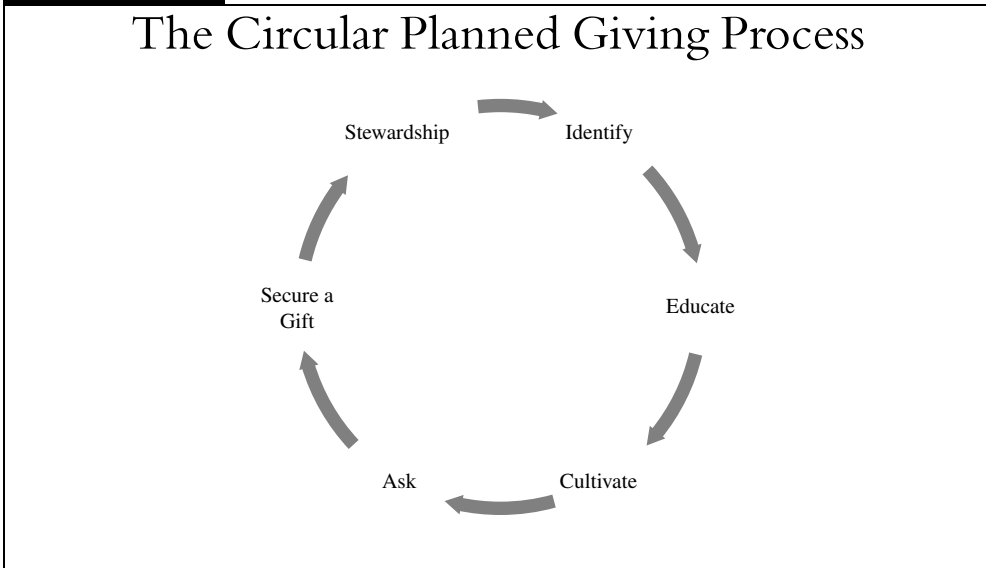 The Circular Planned Giving Process
Stewardship
Identify
Educate
Cultivate
Ask
Secure a
Gift